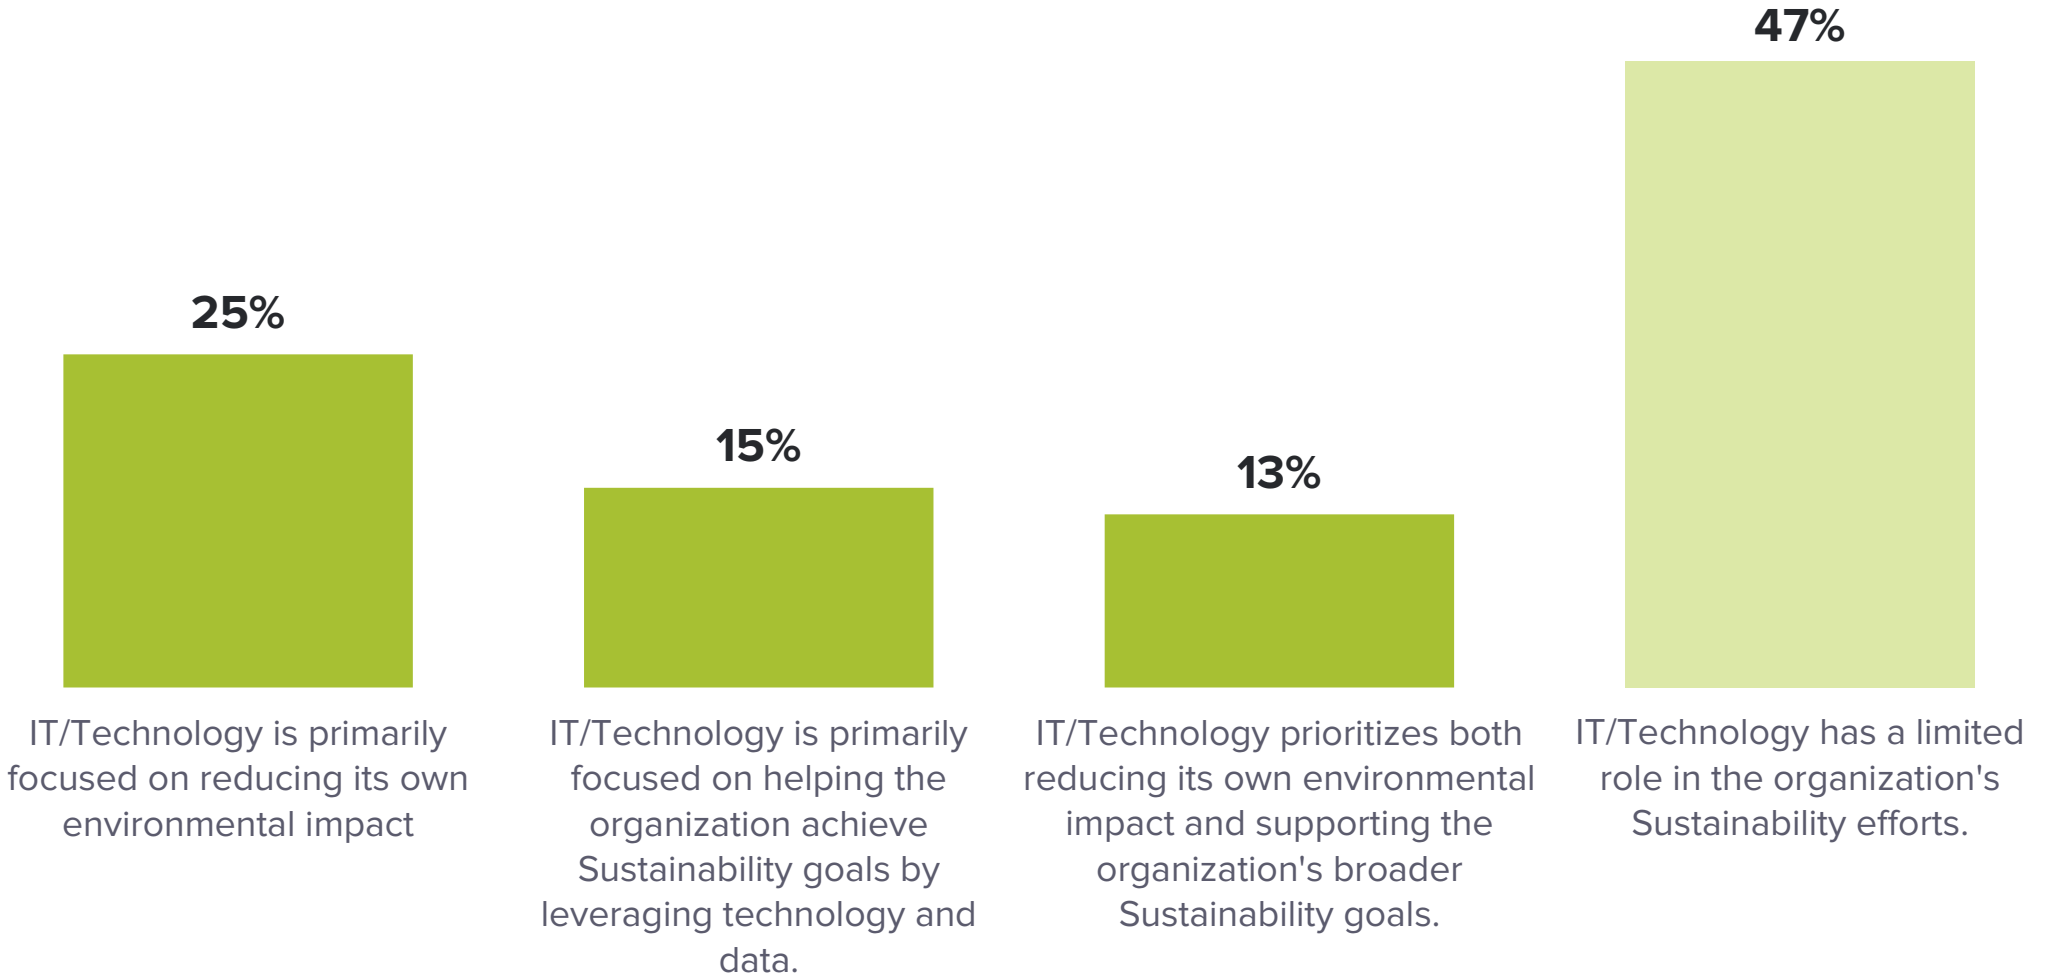 47%
25%
15%
13%
IT/Technology is primarily
focused on reducing its own
environmental impact
IT/Technology is primarily
focused on helping the
organization achieve
Sustainability goals by
leveraging technology and
data.
IT/Technology prioritizes both
reducing its own environmental
impact and supporting the
organization's broader
Sustainability goals.
IT/Technology has a limited
role in the organization's
Sustainability efforts.